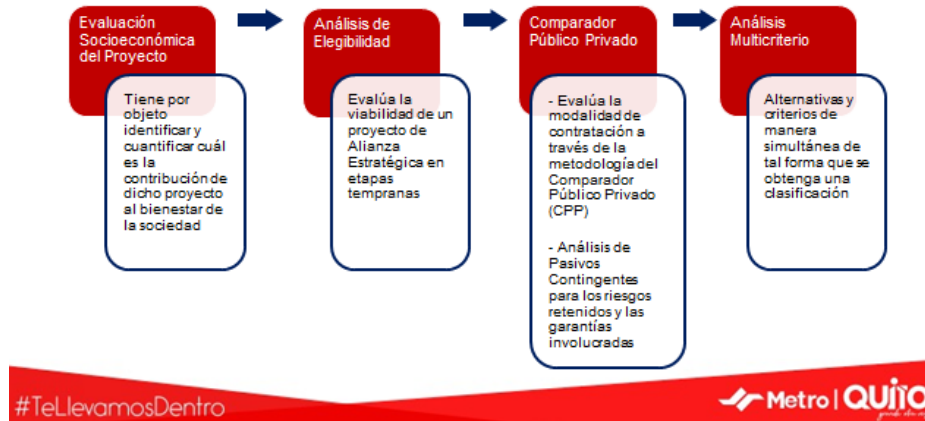 Evaluación
Socioeconómica
del Proyecto
Tiene por
objeto
identificar y
cuantificar cuál
es la
contribución de
dicho proyecto
al bienestar de
la sociedad
Análisis de
Elegibilidad
Evalúa la
viabilidad de un
proyecto de
Alianza
Estratégica en
etapas
tempranas
Comparador
Público Privado
- Evalúa la
modalidad de
contratación a
través de la
metodología del
Comparador
Público Privado
(CPP)
- Análisis de
Pasivos
Contingentes
para los riesgos
retenidos y las
garantías
involucradas
Análisis
Multicriterio
Alternativas y
criterios de
manera
simultánea de
tal forma que se
obtenga una
clasificación
#TeLlevamosDentro
Metro | QUITO